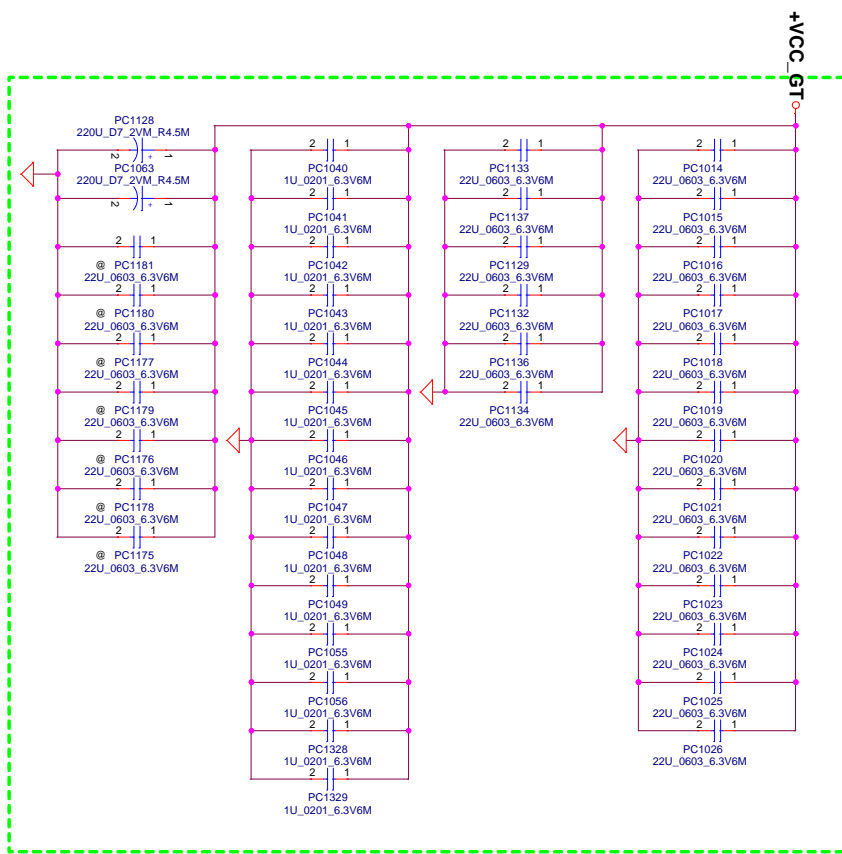 +VCC_GT
PC1128
220U_D7_2VM_R4.5M
2
+
1
PC1063
220U_D7_2VM_R4.5M
2
+
1
2 1
@ PC1181
22U_0603_6.3V6M
2 1
@ PC1180
22U_0603_6.3V6M
2 1
@ PC1177
22U_0603_6.3V6M
2 1
@ PC1179
22U_0603_6.3V6M
2 1
@ PC1176
22U_0603_6.3V6M
2 1
@ PC1178
22U_0603_6.3V6M
2 1
@ PC1175
22U_0603_6.3V6M
2 1
PC1040
1U_0201_6.3V6M
2 1
PC1041
1U_0201_6.3V6M
2 1
PC1042
1U_0201_6.3V6M
2 1
PC1043
1U_0201_6.3V6M
2 1
PC1044
1U_0201_6.3V6M
2 1
PC1045
1U_0201_6.3V6M
2 1
PC1046
1U_0201_6.3V6M
2 1
PC1047
1U_0201_6.3V6M
2 1
PC1048
1U_0201_6.3V6M
2 1
PC1049
1U_0201_6.3V6M
2 1
PC1055
1U_0201_6.3V6M
2 1
PC1056
1U_0201_6.3V6M
2 1
PC1328
1U_0201_6.3V6M
2 1
PC1329
1U_0201_6.3V6M
2 1
PC1133
22U_0603_6.3V6M
2 1
PC1137
22U_0603_6.3V6M
2 1
PC1129
22U_0603_6.3V6M
2 1
PC1132
22U_0603_6.3V6M
2 1
PC1136
22U_0603_6.3V6M
2 1
PC1134
22U_0603_6.3V6M
2 1
PC1014
22U_0603_6.3V6M
2 1
PC1015
22U_0603_6.3V6M
2 1
PC1016
22U_0603_6.3V6M
2 1
PC1017
22U_0603_6.3V6M
2 1
PC1018
22U_0603_6.3V6M
2 1
PC1019
22U_0603_6.3V6M
2 1
PC1020
22U_0603_6.3V6M
2 1
PC1021
22U_0603_6.3V6M
2 1
PC1022
22U_0603_6.3V6M
2 1
PC1023
22U_0603_6.3V6M
2 1
PC1024
22U_0603_6.3V6M
2 1
PC1025
22U_0603_6.3V6M
2 1
PC1026
22U_0603_6.3V6M